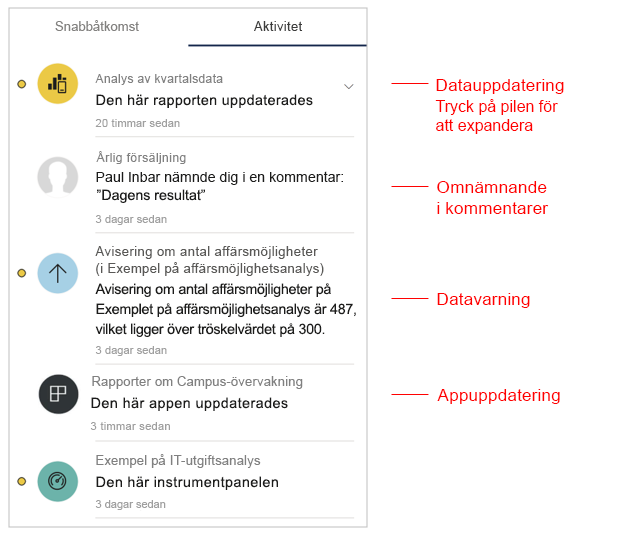 Snabbåtkomst
Aktivitet
Analys av kvartalsdata
Den här rapporten uppdaterades
20 timmar sedan
Datauppdatering
Tryck på pilen för
att expandera
Årlig försäljning
Paul Inbar nämnde dig i en kommentar:
”Dagens resultat”
3 dagar sedan
Omnämnande
i kommentarer
Avisering om antal affärsmöjligheter
(i Exempel på affärsmöjlighetsanalys)
Avisering om antal affärsmöjligheter på
Exemplet på affärsmöjlighetsanalys är 487,
vilket ligger över tröskelvärdet på 300.
3 dagar sedan
Datavarning
Rapporter om Campus-övervakning
Den här appen uppdaterades
3 timmar sedan
Appuppdatering
Exempel på IT-utgiftsanalys
Den här instrumentpanelen
3 dagar sedan